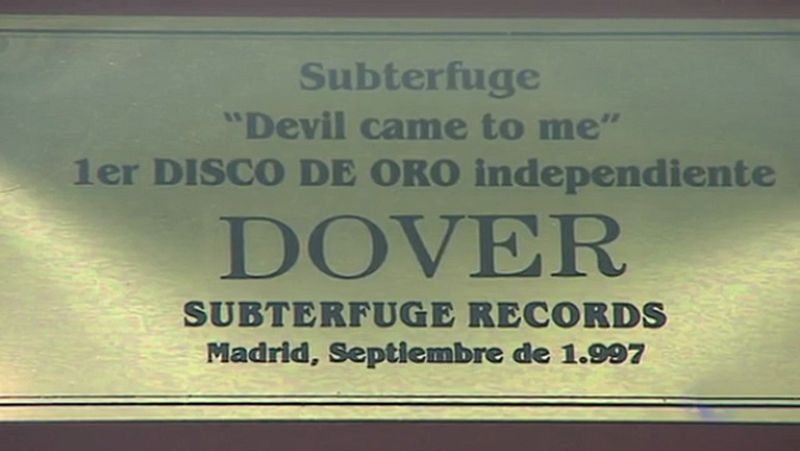 Subterfuge
“Devil came to me”
1er DISCO DE ORO independiente
DOVER
SUBTERFUGE RECORDS
Madrid, Septiembre de 1.997